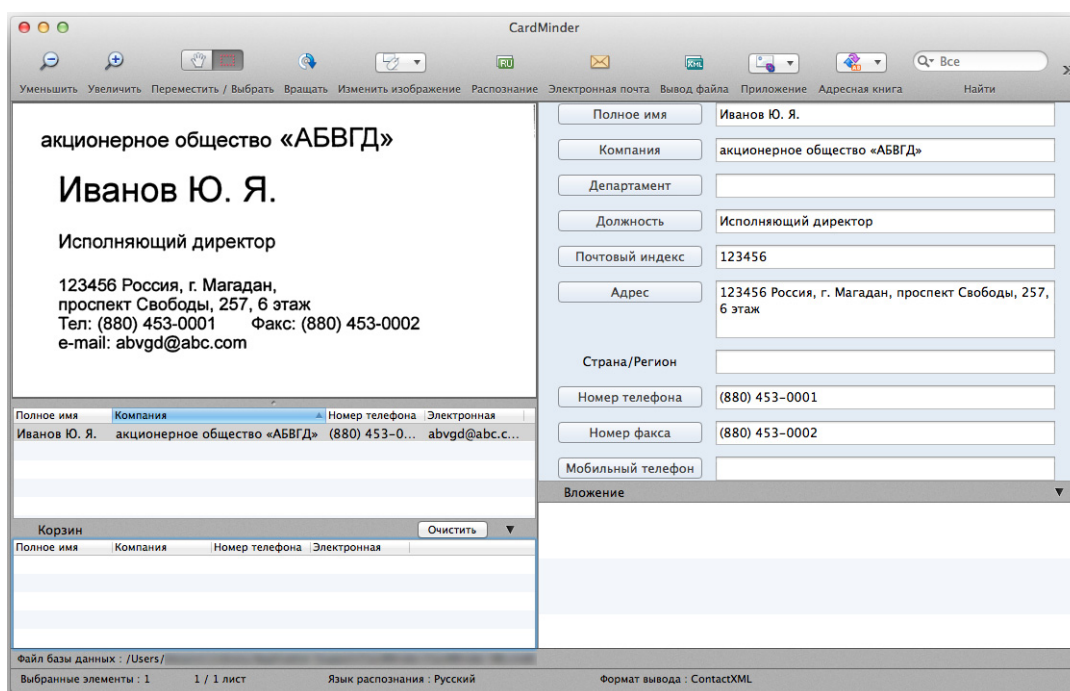 CardMinder
Все
Уменьшить Увеличить Переместить / Выбрать Вращать Изменить изображение Распознание Электронная почта Вывод файла Приложение Адресная книга Найти
RU
XML
акционерное общество «АБВГД»
Иванов Ю. Я.
Исполняющий директор
123456 Россия, г. Магадан,
проспект Свободы, 257, 6 этаж
Тел: (880) 453-0001 Факс: (880) 453-0002
e-mail: abvgd@abc.com
Полное имя Компания Номер телефона Электронная
Иванов Ю. Я. акционерное общество «АБВГД» (880) 453-0... abvgd@abc.c...
Корзин Очистить
Полное имя Компания Номер телефона Электронная
Полное имя Иванов Ю. Я.
Компания акционерное общество «АБВГД»
Департамент
Должность Исполняющий директор
Почтовый индекс 123456
Адрес 123456 Россия, г. Магадан, проспект Свободы, 257,
6 этаж
Страна/Регион
Номер телефона (880) 453-0001
Номер факса (880) 453-0002
Мобильный телефон
Вложение
Файл базы данных : /Users/
Выбранные элементы : 1 1 / 1 лист Язык распознания : Русский Формат вывода : ContactXML